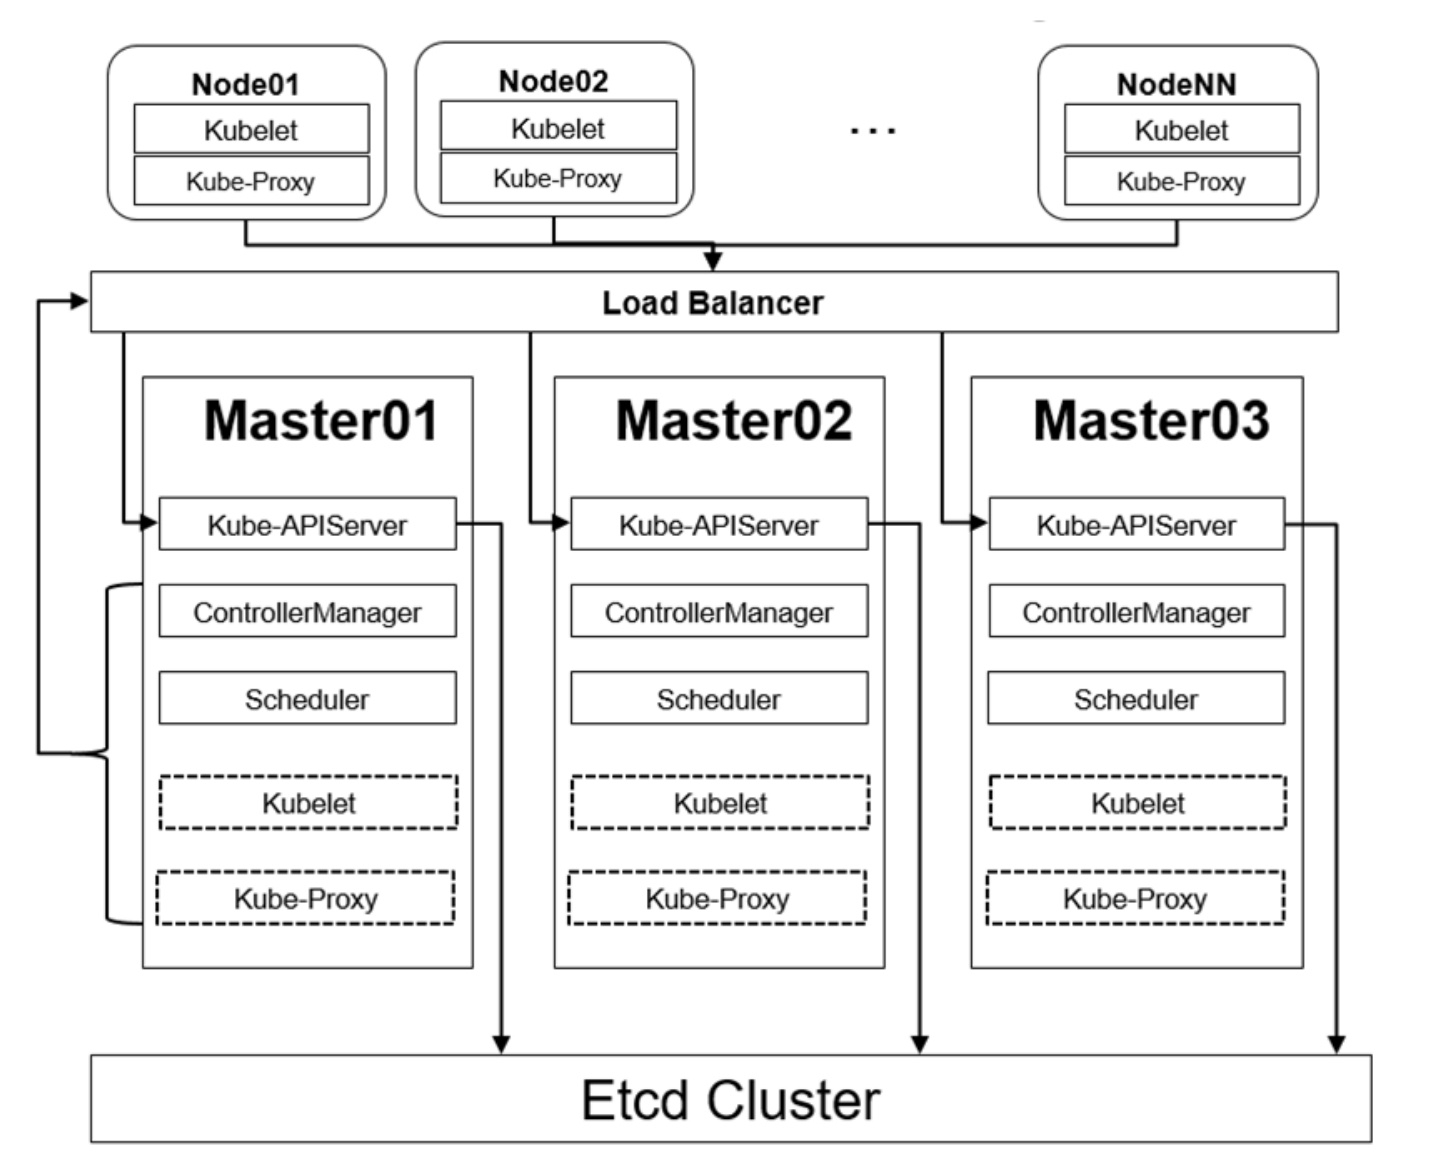 Node01
Kubelet
Kube-Proxy
Node02
Kubelet
Kube-Proxy
...
NodeNN
Kubelet
Kube-Proxy
Load Balancer
Master01
Kube-APIServer
ControllerManager
Scheduler
Kubelet
Kube-Proxy
Master02
Kube-APIServer
ControllerManager
Scheduler
Kubelet
Kube-Proxy
Master03
Kube-APIServer
ControllerManager
Scheduler
Kubelet
Kube-Proxy
Etcd Cluster